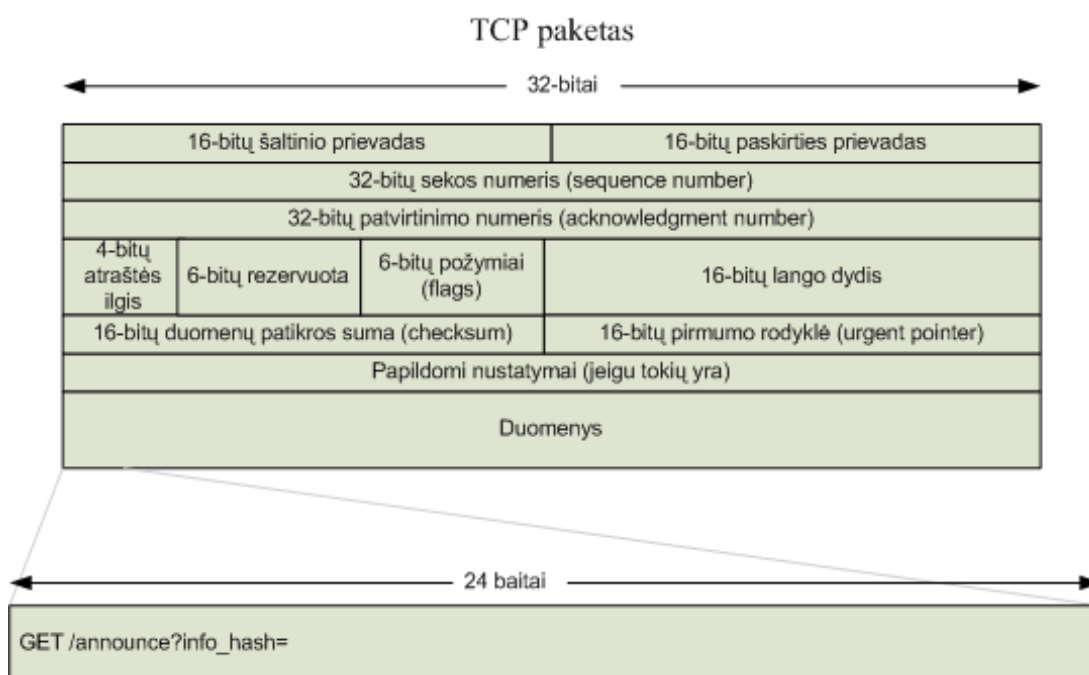 TCP paketas
32-bitai
16-bitų šaltinio prievadas
16-bitų paskirties prievadas
32-bitų sekos numeris (sequence number)
32-bitų patvirtinimo numeris (acknowledgment number)
4-bitų
atraštės
ilgis
6-bitų rezervuota
6-bitų požymiai
(flags)
16-bitų lango dydis
16-bitų duomenų patikros suma (checksum)
16-bitų pirmumo rodyklė (urgent pointer)
Papildomi nustatymai (jeigu tokių yra)
Duomenys
24 baitai
GET /announce?info_hash=